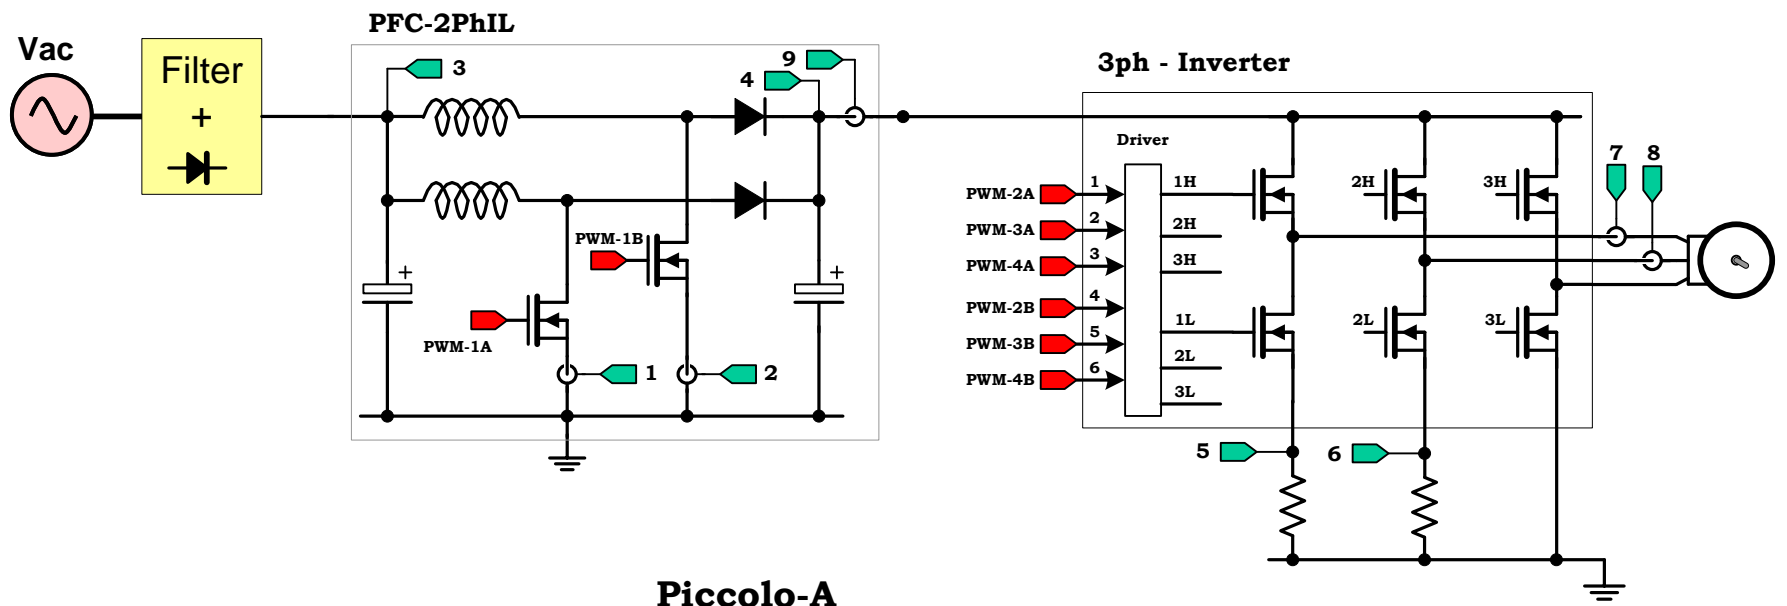 PFC-2PhIL
Vac
Filter
+
3
9
4
3ph - Inverter
Driver
7
8
PWM-2A
1
1H
2H
3H
PWM-3A
2
2H
PWM-4A
3
3H
PWM-1B
+
+
PWM-2B
4
1L
2L
3L
PWM-3B
5
2L
PWM-4B
6
3L
PWM-1A
1
2
5
6
Piccolo-A